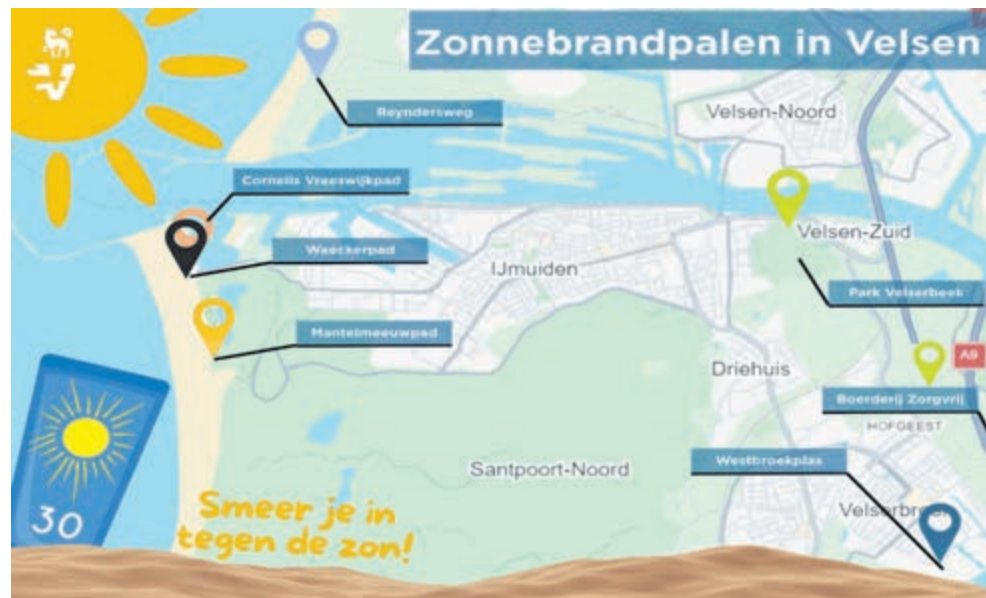 Zonnebrandpalen in Velsen
Reyndersweg
Velsen-Noord
Cornelis Vreeswijkpad
Velsen-Zuid
Waeckerpad
IJmuiden
Park Velserbeek
Mantelmeeuwpad
A9
Driehuis
Boerderij Zorgvrij
HOFGEEST
Westbroekplas
Santpoort-Noord
Velserbroek
30
Smeer je in
tegen de zon!